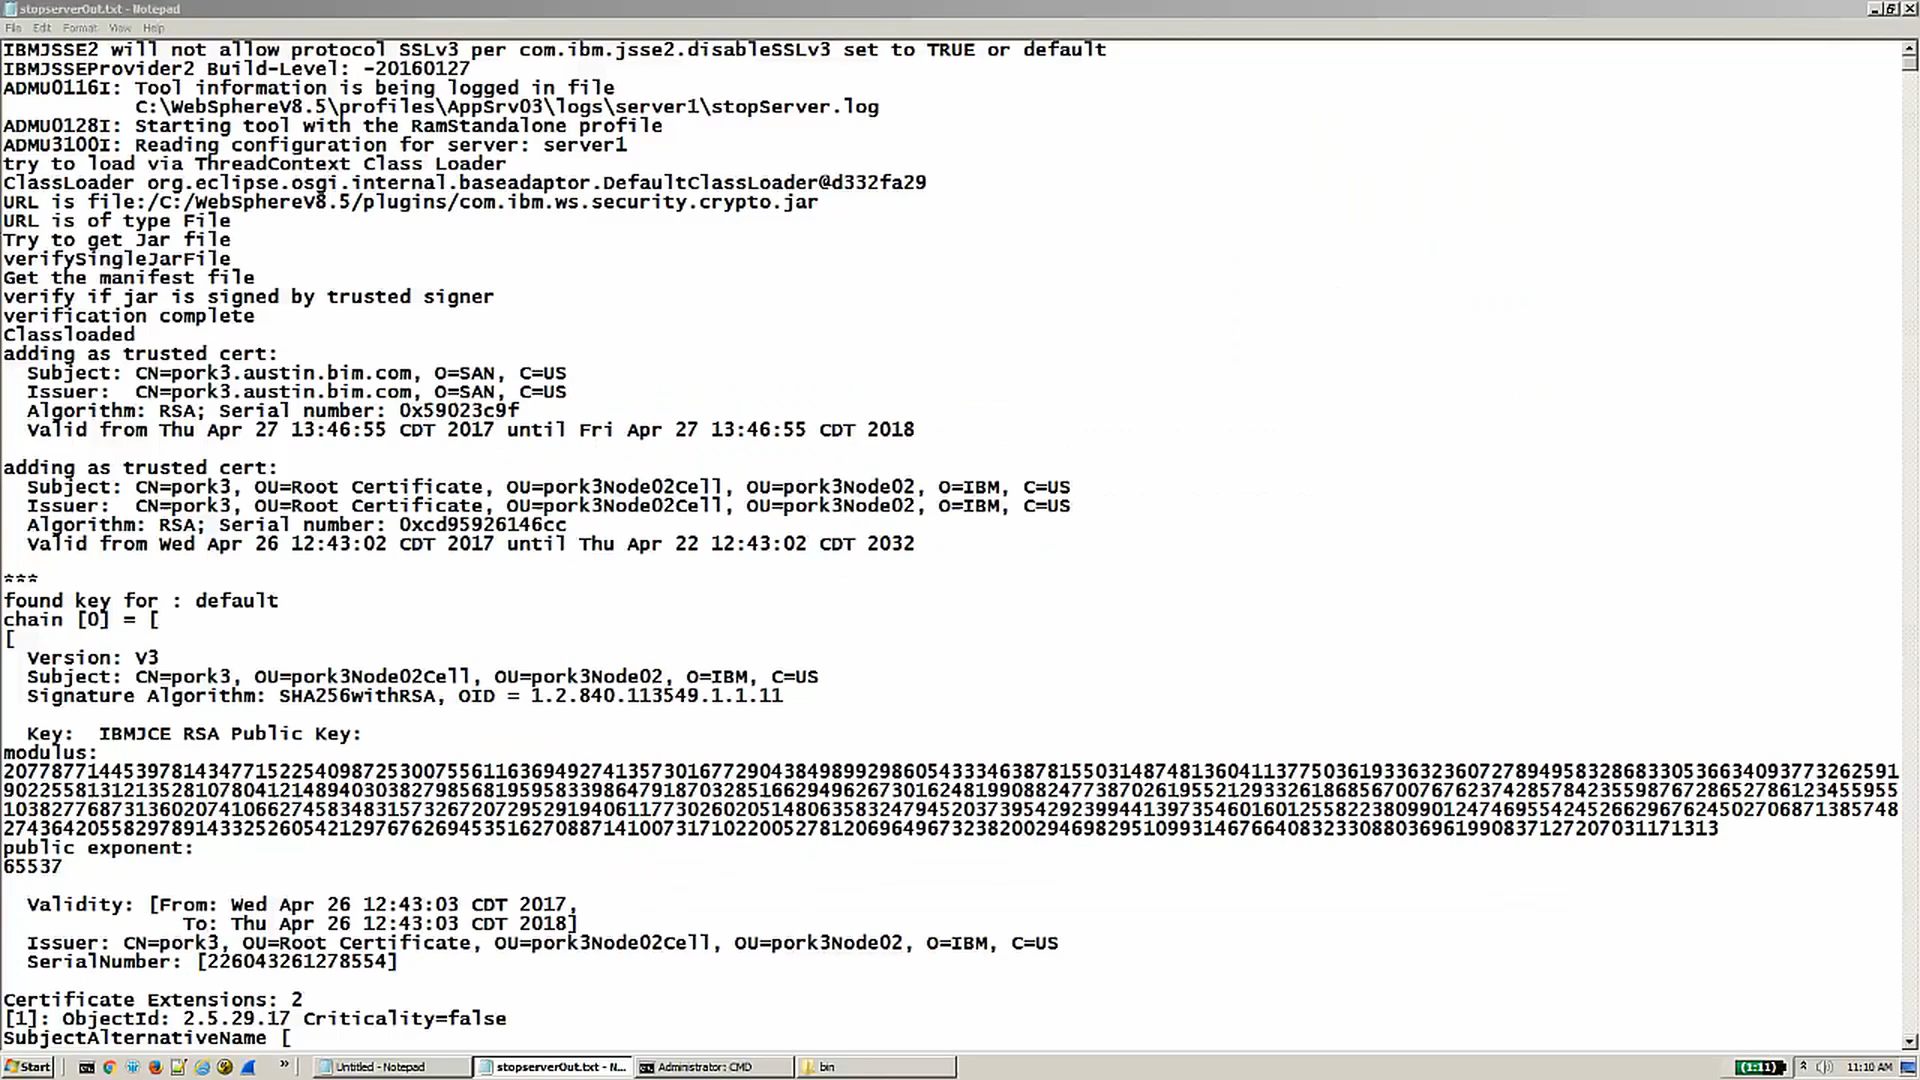 stopserverOut.txt - Notepad
File Edit Format View Help
IBMJSSE2 will not allow protocol SSLv3 per com.ibm.jsse2.disableSSLv3 set to TRUE or default
IBMJSSEProvider2 Build-Level: -20160127
ADMU0116I: Tool information is being logged in file
C:\WebSphereV8.5\profiles\AppSrv03\logs\server1\stopServer.log
ADMU0128I: Starting tool with the RamStandalone profile
ADMU3100I: Reading configuration for server: server1
try to load via ThreadContext Class Loader
ClassLoader org.eclipse.osgi.internal.baseadaptor.DefaultClassLoader@d332fa29
URL is file:/C:/WebSphereV8.5/plugins/com.ibm.ws.security.crypto.jar
URL is of type File
Try to get Jar file
verifySingleJarFile
Get the manifest file
verify if jar is signed by trusted signer
verification complete
Classloaded
adding as trusted cert:
Subject: CN=pork3.austin.bim.com, O=SAN, C=US
Issuer: CN=pork3.austin.bim.com, O=SAN, C=US
Algorithm: RSA; Serial number: 0x59023c9f
Valid from Thu Apr 27 13:46:55 CDT 2017 until Fri Apr 27 13:46:55 CDT 2018
adding as trusted cert:
Subject: CN=pork3, OU=Root Certificate, OU=pork3Node02Cell, OU=pork3Node02, O=IBM, C=US
Issuer: CN=pork3, OU=Root Certificate, OU=pork3Node02Cell, OU=pork3Node02, O=IBM, C=US
Algorithm: RSA; Serial number: 0xcd95926146cc
Valid from Wed Apr 26 12:43:02 CDT 2017 until Thu Apr 22 12:43:02 CDT 2032
***
found key for : default
chain [0] = [
[
Version: V3
Subject: CN=pork3, OU=pork3Node02Cell, OU=pork3Node02, O=IBM, C=US
Signature Algorithm: SHA256withRSA, OID = 1.2.840.113549.1.1.11
Key: IBMJCE RSA Public Key:
modulus:
20778771445397814347715225409872530075561163694927413573016772904384989929860543334638781550314874813604113775036193363236072789495832868330536634093773262591
9022558131213528107804121489403038279856819595833986479187032851662949626730162481990882477387026195521293326186856700767623742857842355987672865278612345595​5
1038277687313602074106627458348315732672072952919406117730260205148063583247945203739542923994413973546016012558223809901247469554245266296762450270687138574​8
274364205582978914332526054212976762694535162708871410073171022005278120696496732382002946982951099314676640832330880369619908371272070311​71313
public exponent:
65537
Validity: [From: Wed Apr 26 12:43:03 CDT 2017,
To: Thu Apr 26 12:43:03 CDT 2018]
Issuer: CN=pork3, OU=Root Certificate, OU=pork3Node02Cell, OU=pork3Node02, O=IBM, C=US
SerialNumber: [226043261278554]
Certificate Extensions: 2
[1]: ObjectId: 2.5.29.17 Criticality=false
SubjectAlternativeName [
Start
»
Untitled - Notepad
stopserverOut.txt - N...
Administrator: CMD
bin
(1:11)
11:10 AM